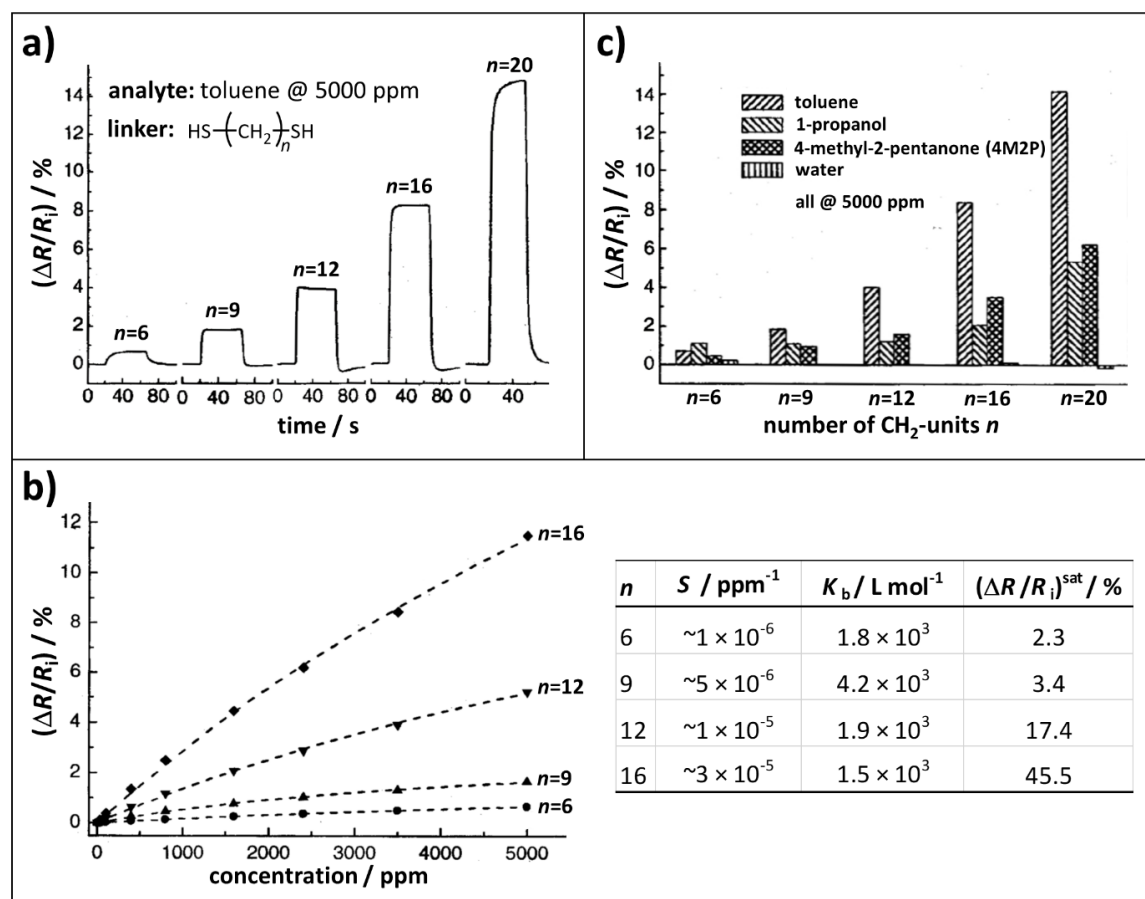 a)
analyte: toluene @ 5000 ppm
linker: HS-(CH2)n-SH
n=6
n=9
n=12
n=16
n=20
(ΔR/Ri) / %
14
12
10
8
6
4
2
0
0 40 80 0 40 80 0 40 80 0 40 80 0 40
time / s
c)
toluene
1-propanol
4-methyl-2-pentanone (4M2P)
water
all @ 5000 ppm
(ΔR/Ri) / %
14
12
10
8
6
4
2
0
n=6 n=9 n=12 n=16 n=20
number of CH2-units n
b)
(ΔR/Ri) / %
12
10
8
6
4
2
0
n=16
n=12
n=9
n=6
0 1000 2000 3000 4000 5000
concentration / ppm
n S / ppm⁻¹ Kb / L mol⁻¹ (ΔR/Ri)^sat / %
6 ~1 × 10⁻⁶ 1.8 × 10³ 2.3
9 ~5 × 10⁻⁶ 4.2 × 10³ 3.4
12 ~1 × 10⁻⁵ 1.9 × 10³ 17.4
16 ~3 × 10⁻⁵ 1.5 × 10³ 45.5